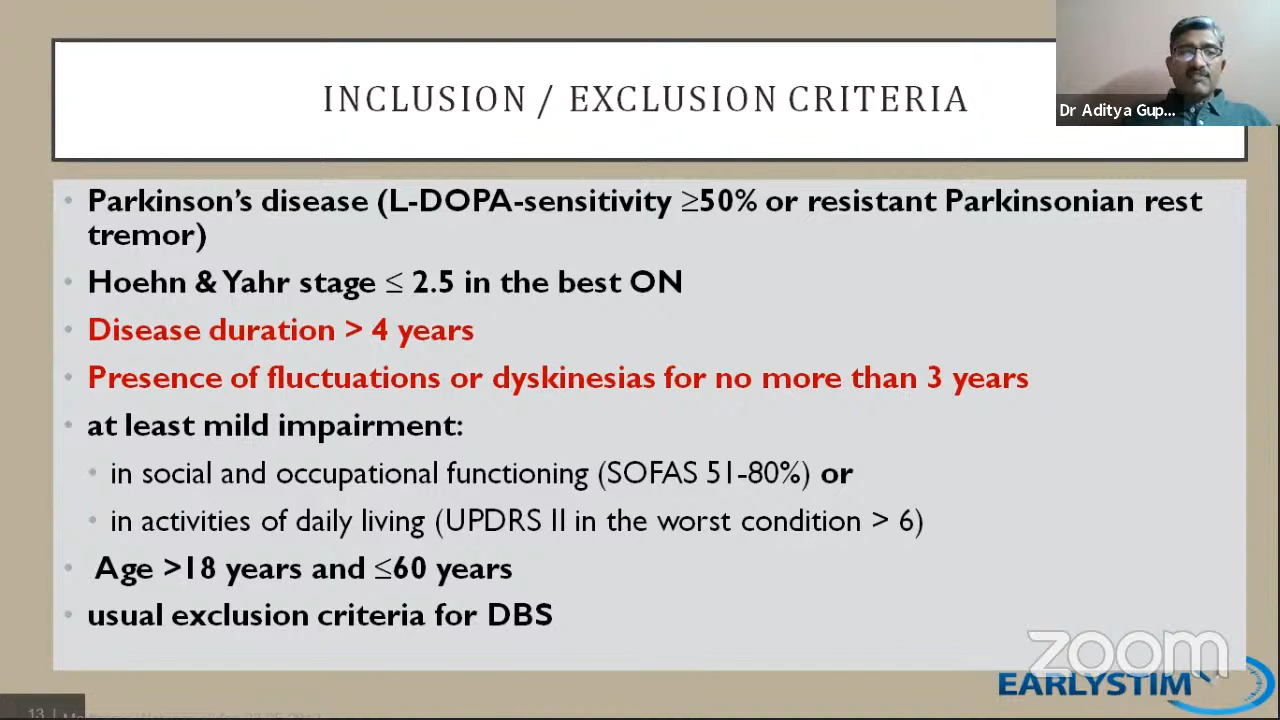 INCLUSION / EXCLUSION CRITERIA
Dr Aditya Gup...
• Parkinson's disease (L-DOPA-sensitivity ≥50% or resistant Parkinsonian rest
tremor)
• Hoehn & Yahr stage ≤ 2.5 in the best ON
• Disease duration > 4 years
• Presence of fluctuations or dyskinesias for no more than 3 years
• at least mild impairment:
• in social and occupational functioning (SOFAS 51-80%) or
• in activities of daily living (UPDRS II in the worst condition > 6)
• Age >18 years and ≤60 years
• usual exclusion criteria for DBS
zoom
EARLYSTIM
13 |